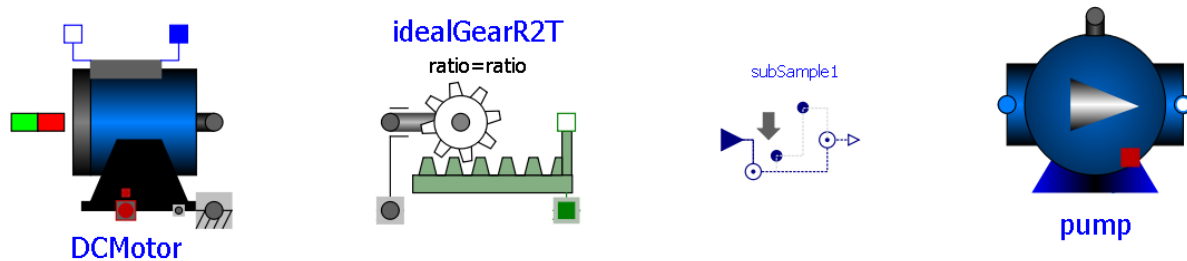 idealGearR2T
ratio=ratio
subSample1
DCMotor
pump